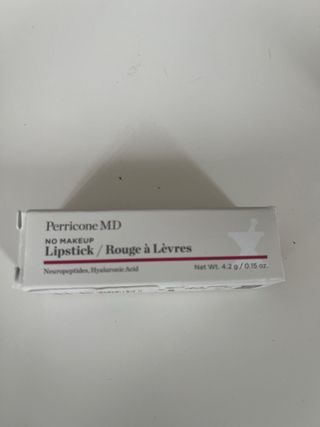 Perricone MD
NO MAKEUP
Lipstick / Rouge à Lèvres
Neuropeptides, Hyaluronic Acid
Net Wt. 4.2 g / 0.15 oz.